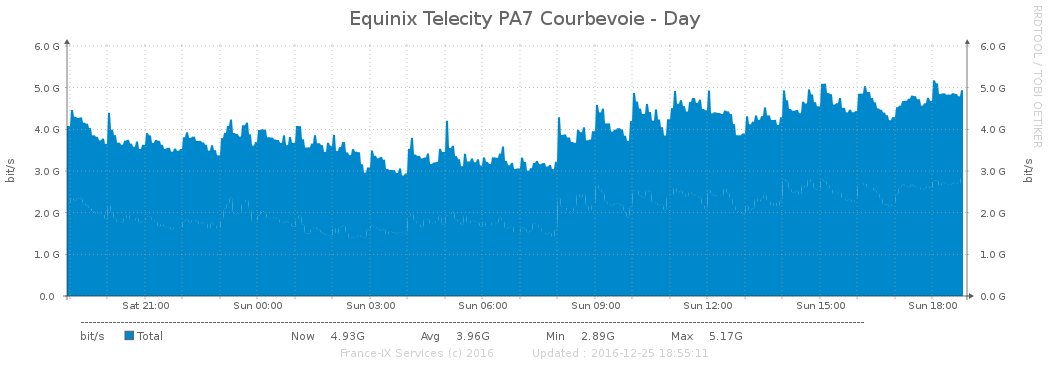 Equinix Telecity PA7 Courbevoie - Day
RRDTOOL / TOBI OETIKER
6.0 G 6.0 G
5.0 G 5.0 G
4.0 G 4.0 G
3.0 G 3.0 G
2.0 G 2.0 G
1.0 G 1.0 G
0.0 0.0 G
bit/s bit/s
Sat 21:00 Sun 00:00 Sun 03:00 Sun 06:00 Sun 09:00 Sun 12:00 Sun 15:00 Sun 18:00
bit/s Total Now 4.93G Avg 3.96G Min 2.89G Max 5.17G
France-IX Services (c) 2016 Updated : 2016-12-25 18:55:11